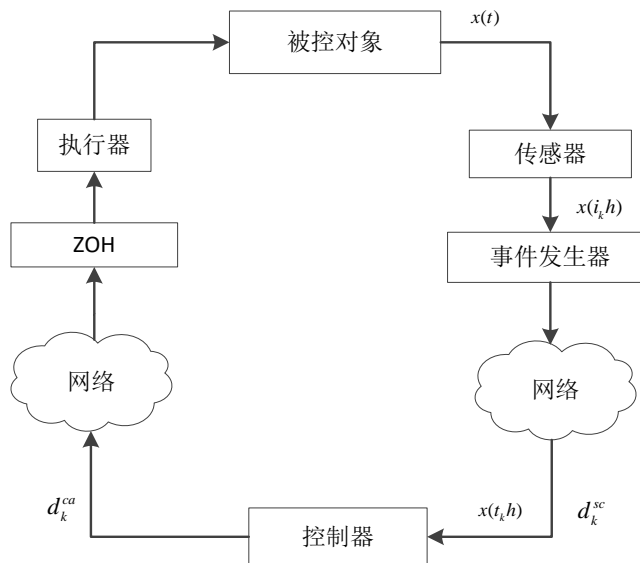 x(t)
被控对象
执行器
传感器
x(i_k h)
ZOH
事件发生器
网络
网络
d_k^{ca}
x(t_k h)
d_k^{sc}
控制器